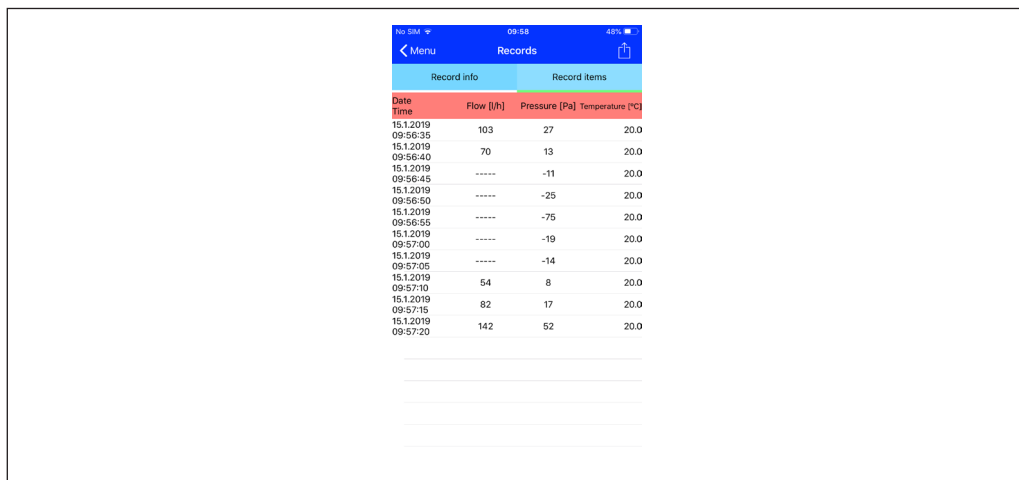 No SIM 09:58 48%
Menu Records
Record info Record items
Date
Time Flow [l/h] Pressure [Pa] Temperature [°C]
15.1.2019
09:56:35 103 27 20.0
15.1.2019
09:56:40 70 13 20.0
15.1.2019
09:56:45 ----- -11 20.0
15.1.2019
09:56:50 ----- -25 20.0
15.1.2019
09:56:55 ----- -75 20.0
15.1.2019
09:57:00 ----- -19 20.0
15.1.2019
09:57:05 ----- -14 20.0
15.1.2019
09:57:10 54 8 20.0
15.1.2019
09:57:15 82 17 20.0
15.1.2019
09:57:20 142 52 20.0